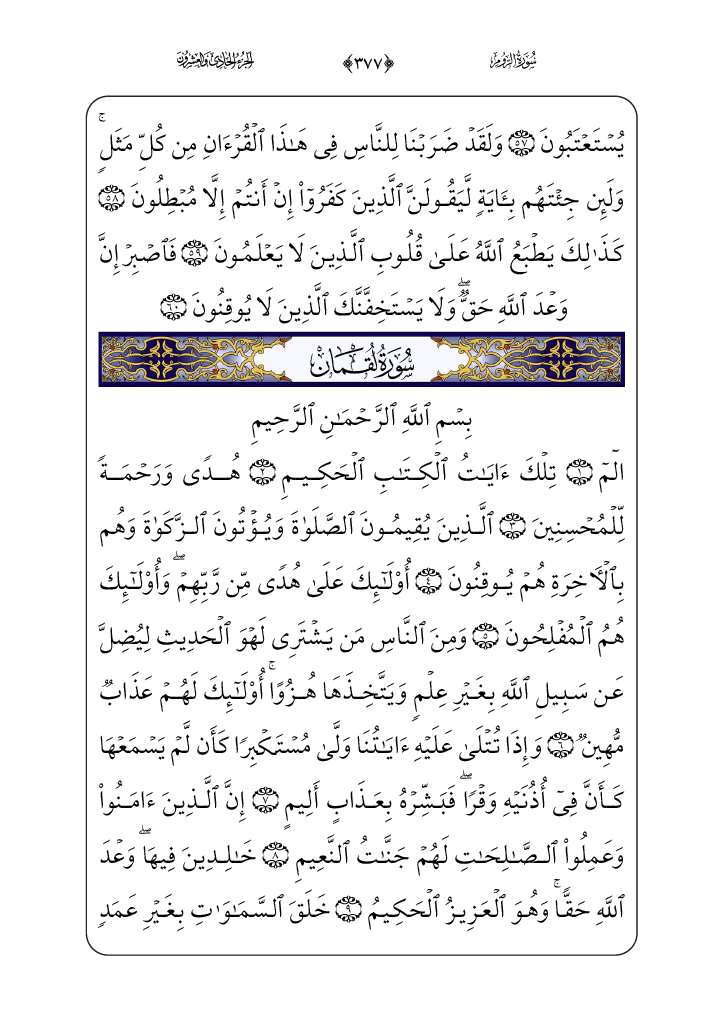 سُورَةُ الرُّومِ ﴿٣٧٧﴾ الجُزْءُ الحَادِي وَالعِشْرُونَ
يُسْتَعْتَبُونَ ٥٧ وَلَقَدْ ضَرَبْنَا لِلنَّاسِ فِى هَـٰذَا ٱلْقُرْءَانِ مِن كُلِّ مَثَلٍۚ
وَلَئِن جِئْتَهُم بِـَٔايَةٍ لَّيَقُولَنَّ ٱلَّذِينَ كَفَرُوٓا۟ إِنْ أَنتُمْ إِلَّا مُبْطِلُونَ ٥٨
كَذَٰلِكَ يَطْبَعُ ٱللَّهُ عَلَىٰ قُلُوبِ ٱلَّذِينَ لَا يَعْلَمُونَ ٥٩ فَٱصْبِرْ إِنَّ
وَعْدَ ٱللَّهِ حَقٌّۖ وَلَا يَسْتَخِفَّنَّكَ ٱلَّذِينَ لَا يُوقِنُونَ ٦٠
سُورَةُ لُقْمَانَ
بِسْمِ ٱللَّهِ ٱلرَّحْمَـٰنِ ٱلرَّحِيمِ
الٓمٓ ١ تِلْكَ ءَايَـٰتُ ٱلْكِتَـٰبِ ٱلْحَكِيمِ ٢ هُدًى وَرَحْمَةً
لِّلْمُحْسِنِينَ ٣ ٱلَّذِينَ يُقِيمُونَ ٱلصَّلَوٰةَ وَيُؤْتُونَ ٱلزَّكَوٰةَ وَهُم
بِٱلْـَٔاخِرَةِ هُمْ يُوقِنُونَ ٤ أُو۟لَـٰٓئِكَ عَلَىٰ هُدًى مِّن رَّبِّهِمْۖ وَأُو۟لَـٰٓئِكَ
هُمُ ٱلْمُفْلِحُونَ ٥ وَمِنَ ٱلنَّاسِ مَن يَشْتَرِى لَهْوَ ٱلْحَدِيثِ لِيُضِلَّ
عَن سَبِيلِ ٱللَّهِ بِغَيْرِ عِلْمٍ وَيَتَّخِذَهَا هُزُوًاۚ أُو۟لَـٰٓئِكَ لَهُمْ عَذَابٌ
مُّهِينٌ ٦ وَإِذَا تُتْلَىٰ عَلَيْهِ ءَايَـٰتُنَا وَلَّىٰ مُسْتَكْبِرًا كَأَن لَّمْ يَسْمَعْهَا
كَأَنَّ فِىٓ أُذُنَيْهِ وَقْرًاۖ فَبَشِّرْهُ بِعَذَابٍ أَلِيمٍ ٧ إِنَّ ٱلَّذِينَ ءَامَنُوا۟
وَعَمِلُوا۟ ٱلصَّـٰلِحَـٰتِ لَهُمْ جَنَّـٰتُ ٱلنَّعِيمِ ٨ خَـٰلِدِينَ فِيهَاۖ وَعْدَ
ٱللَّهِ حَقًّاۚ وَهُوَ ٱلْعَزِيزُ ٱلْحَكِيمُ ٩ خَلَقَ ٱلسَّمَـٰوَٰتِ بِغَيْرِ عَمَدٍ